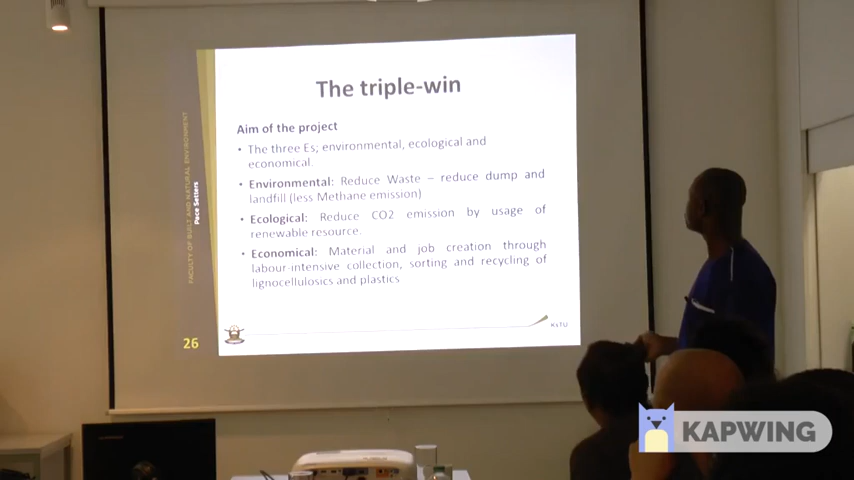 The triple-win
Aim of the project
• The three Es; environmental, ecological and
economical.
• Environmental: Reduce Waste – reduce dump and
landfill (less Methane emission)
• Ecological: Reduce CO2 emission by usage of
renewable resource.
• Economical: Material and job creation through
labour-intensive collection, sorting and recycling of
lignocellulosics and plastics
FACULTY OF BUILT AND NATURAL ENVIRONMENT
Pace Setters
26
KsTU
KAPWING